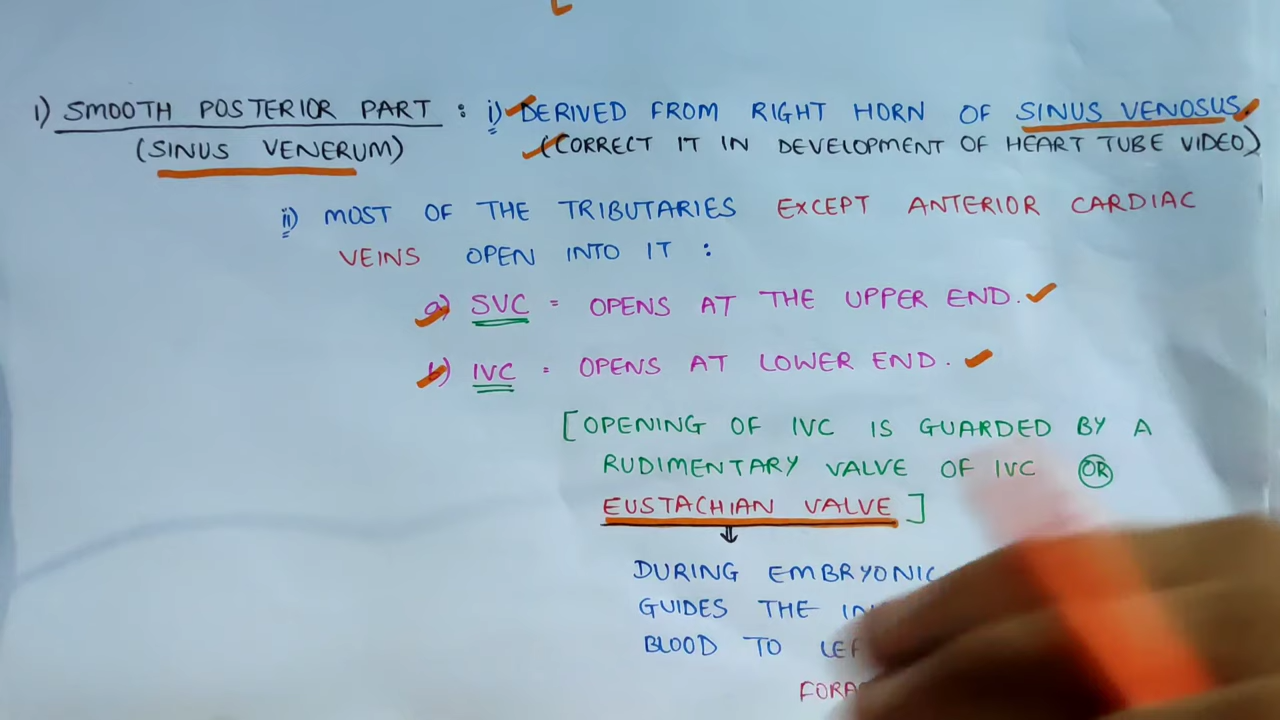 1) SMOOTH POSTERIOR PART : i) DERIVED FROM RIGHT HORN OF SINUS VENOSUS.
(SINUS VENERUM) (CORRECT IT IN DEVELOPMENT OF HEART TUBE VIDEO)
ii) MOST OF THE TRIBUTARIES EXCEPT ANTERIOR CARDIAC
VEINS OPEN INTO IT :
a) SVC = OPENS AT THE UPPER END.
b) IVC = OPENS AT LOWER END.
[OPENING OF IVC IS GUARDED BY A
RUDIMENTARY VALVE OF IVC OR
EUSTACHIAN VALVE]
DURING EMBRYONIC
GUIDES THE
BLOOD TO